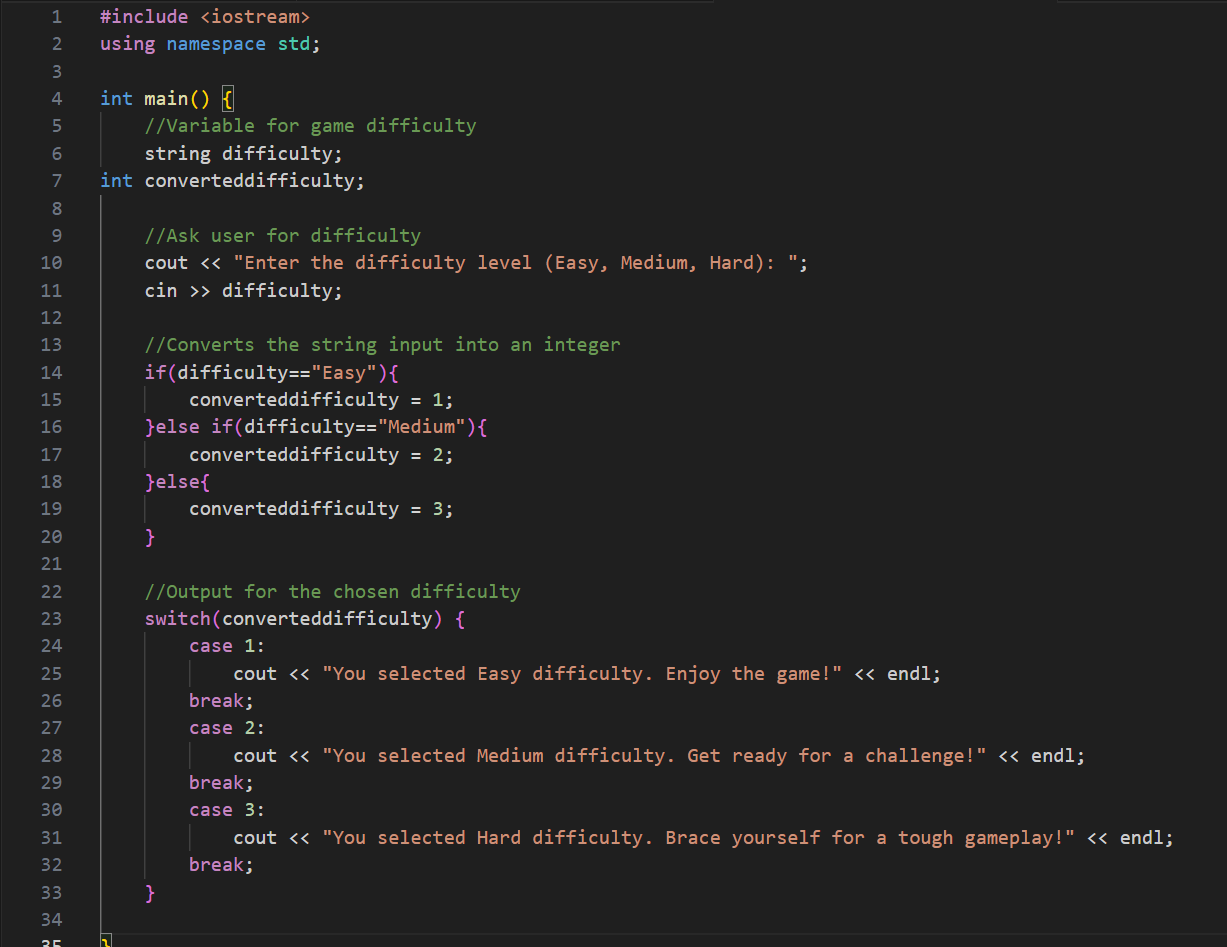 1 #include <iostream>
2 using namespace std;
3
4 int main() {
5     //Variable for game difficulty
6     string difficulty;
7 int converteddifficulty;
8
9     //Ask user for difficulty
10     cout << "Enter the difficulty level (Easy, Medium, Hard): ";
11     cin >> difficulty;
12
13     //Converts the string input into an integer
14     if(difficulty=="Easy"){
15         converteddifficulty = 1;
16     }else if(difficulty=="Medium"){
17         converteddifficulty = 2;
18     }else{
19         converteddifficulty = 3;
20     }
21
22     //Output for the chosen difficulty
23     switch(converteddifficulty) {
24         case 1:
25             cout << "You selected Easy difficulty. Enjoy the game!" << endl;
26         break;
27         case 2:
28             cout << "You selected Medium difficulty. Get ready for a challenge!" << endl;
29         break;
30         case 3:
31             cout << "You selected Hard difficulty. Brace yourself for a tough gameplay!" << endl;
32         break;
33     }
34
35 }